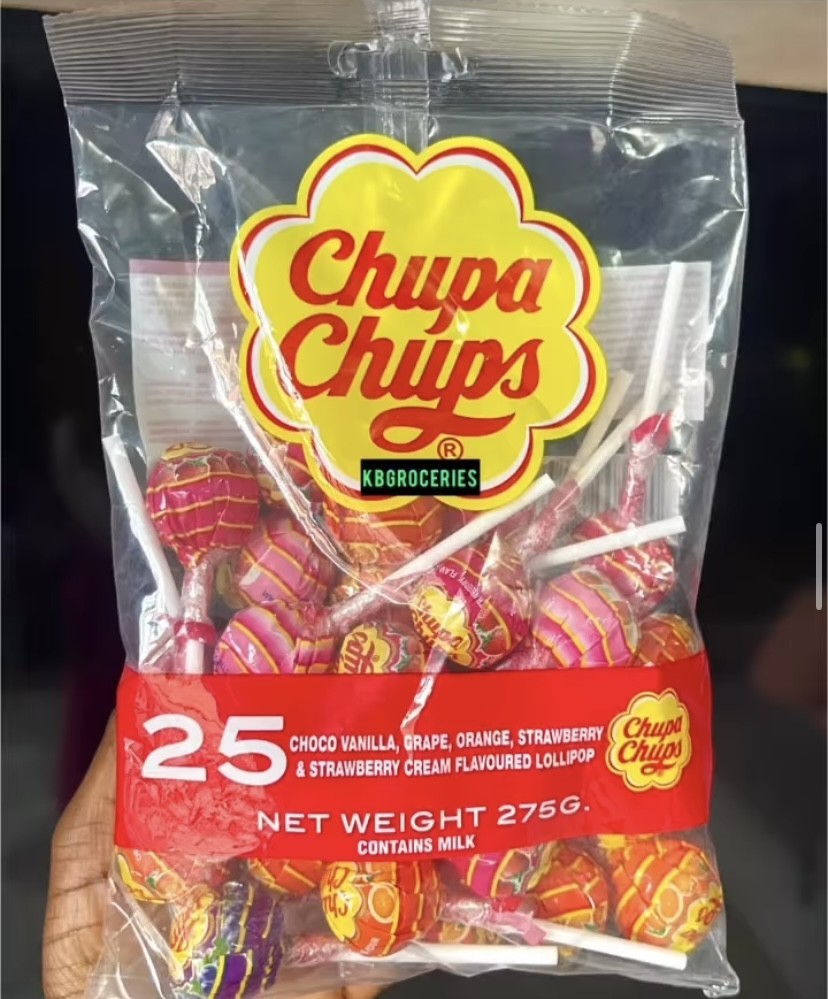 Chupa
Chups
®
KBGROCERIES
25
CHOCO VANILLA, GRAPE, ORANGE, STRAWBERRY
& STRAWBERRY CREAM FLAVOURED LOLLIPOP
Chupa
Chups
NET WEIGHT 275G.
CONTAINS MILK